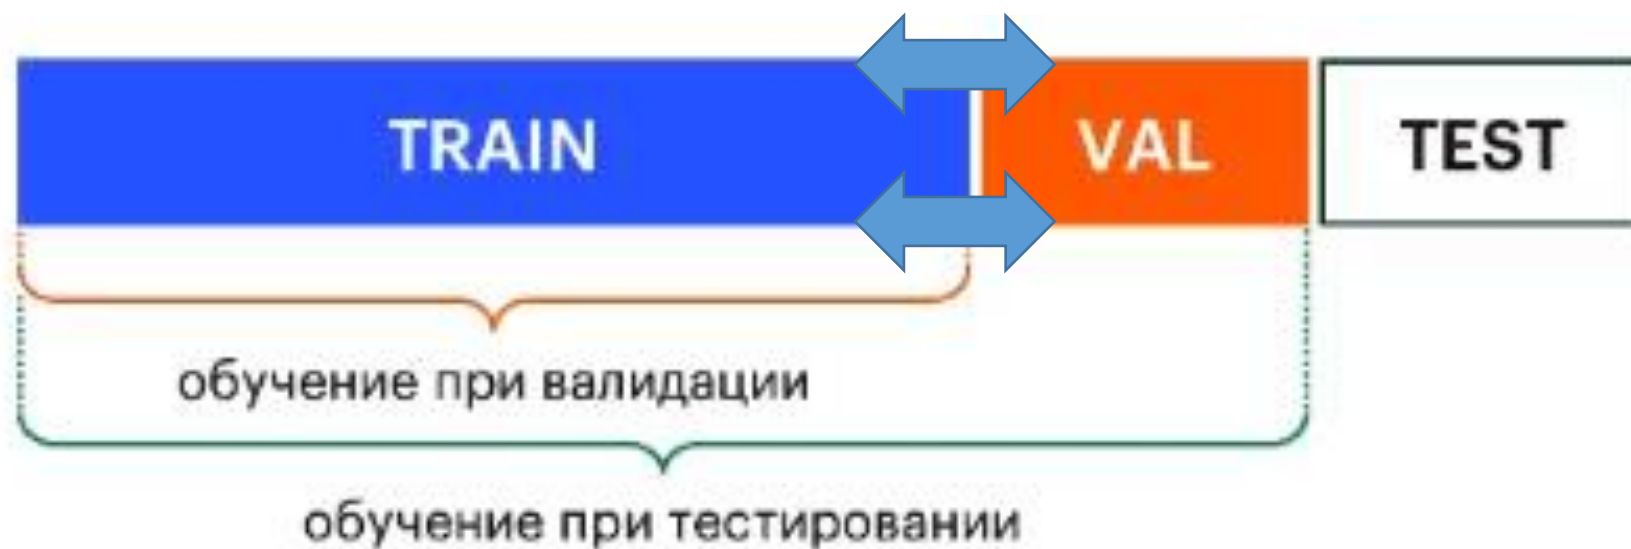 TRAIN VAL TEST
обучение при валидации
обучение при тестировании